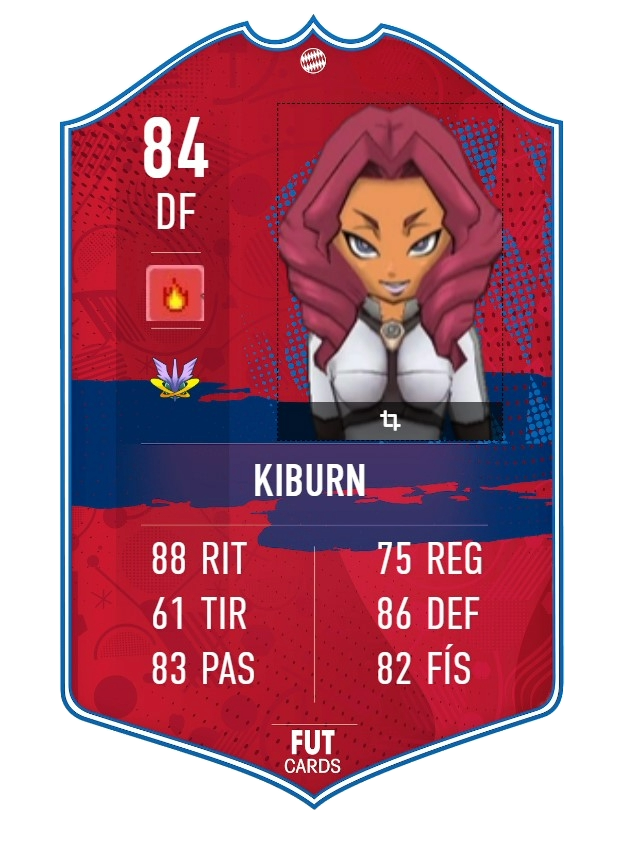 84
DF
KIBURN
88 RIT
75 REG
61 TIR
86 DEF
83 PAS
82 FÍS
FUT
CARDS